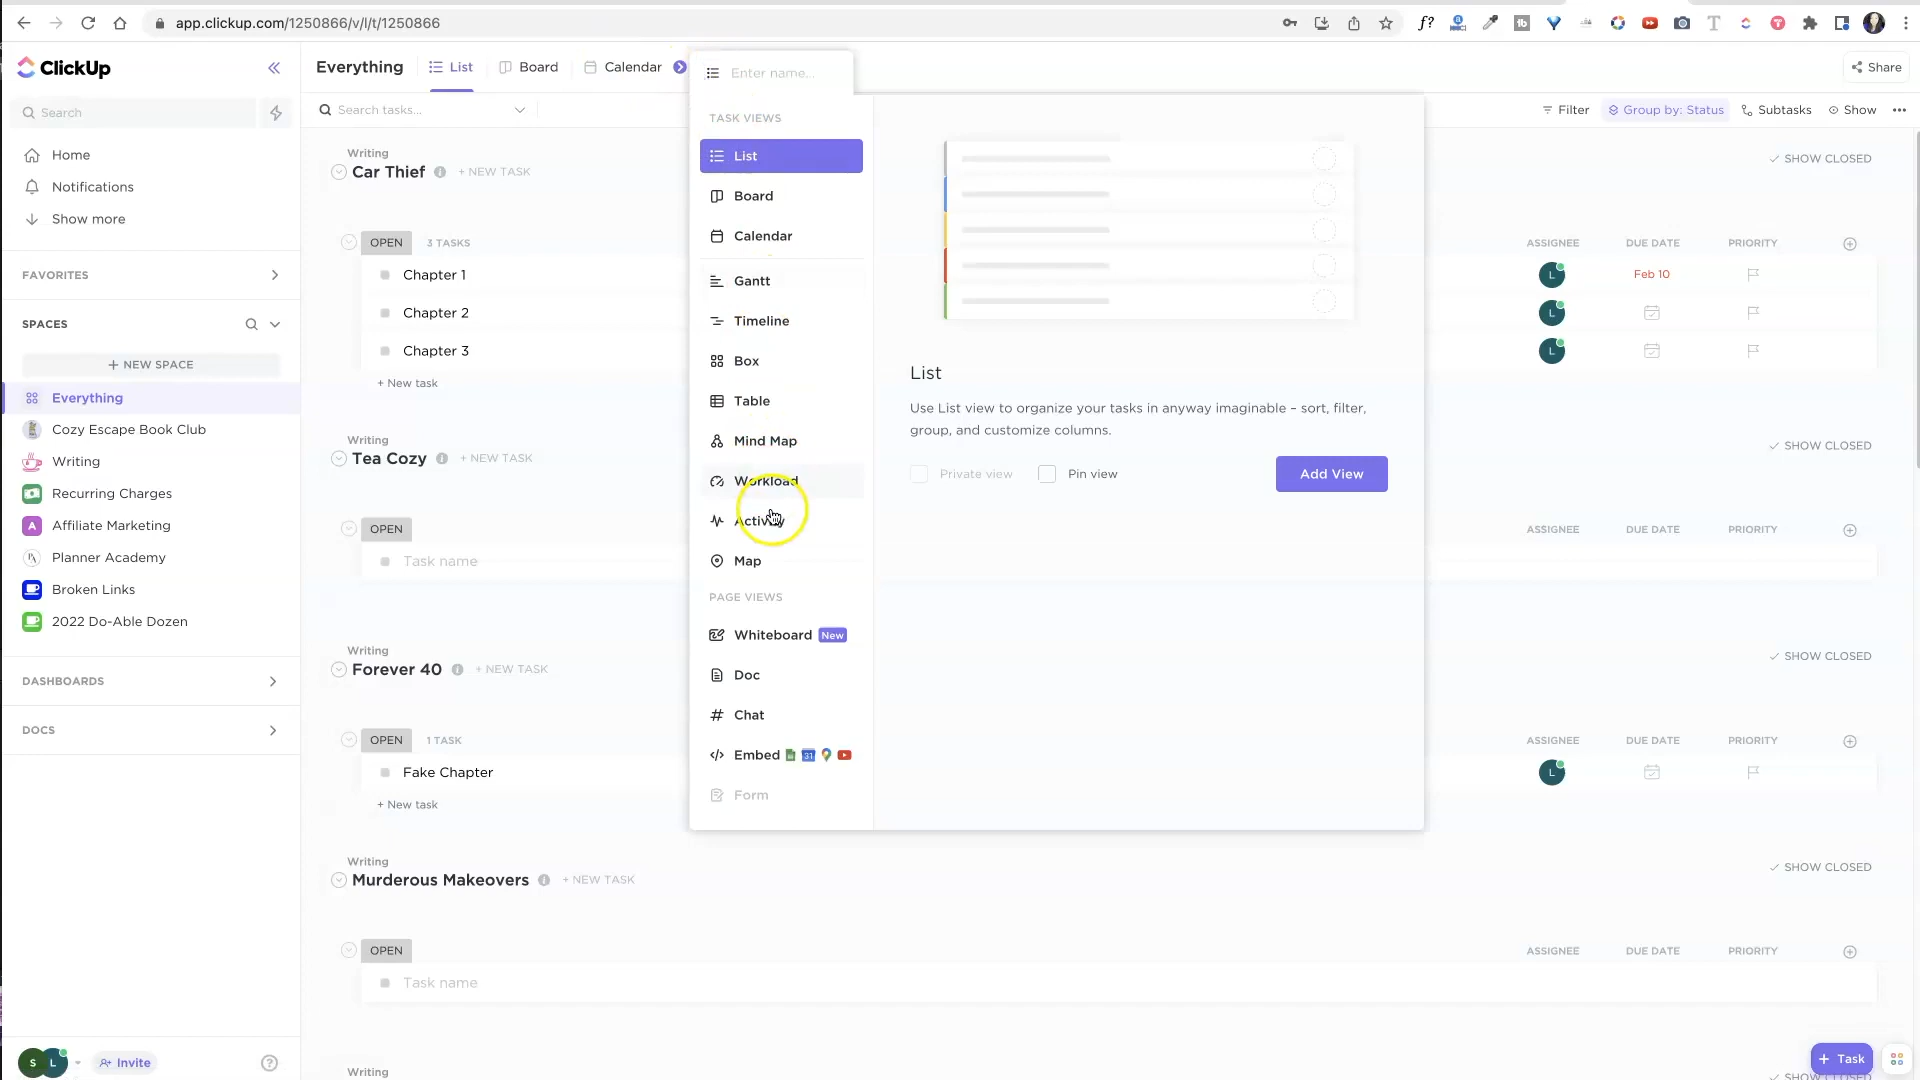 app.clickup.com/1250866/v/l/t/1250866
f?
ClickUp
Everything
List
Board
Calendar
Enter name...
Share
Search
Search tasks...
Filter
Group by: Status
Subtasks
Show
TASK VIEWS
Home
Notifications
Show more
FAVORITES
SPACES
+ NEW SPACE
Everything
Cozy Escape Book Club
Writing
Recurring Charges
A Affiliate Marketing
Planner Academy
Broken Links
2022 Do-Able Dozen
DASHBOARDS
DOCS
S L
Invite
Writing
Car Thief + NEW TASK
SHOW CLOSED
OPEN 3 TASKS
ASSIGNEE DUE DATE PRIORITY
Chapter 1
L Feb 10
Chapter 2
L
Chapter 3
L
+ New task
Writing
Tea Cozy + NEW TASK
SHOW CLOSED
OPEN
ASSIGNEE DUE DATE PRIORITY
Task name
Writing
Forever 40 + NEW TASK
SHOW CLOSED
OPEN 1 TASK
ASSIGNEE DUE DATE PRIORITY
Fake Chapter
L
+ New task
Writing
Murderous Makeovers + NEW TASK
SHOW CLOSED
OPEN
ASSIGNEE DUE DATE PRIORITY
Task name
Writing
SHOW CLOSED
List
Board
Calendar
Gantt
Timeline
Box
Table
Mind Map
Workload
Activity
Map
PAGE VIEWS
Whiteboard New
Doc
Chat
Embed 31
Form
List
Use List view to organize your tasks in anyway imaginable – sort, filter,
group, and customize columns.
Private view
Pin view
Add View
+ Task